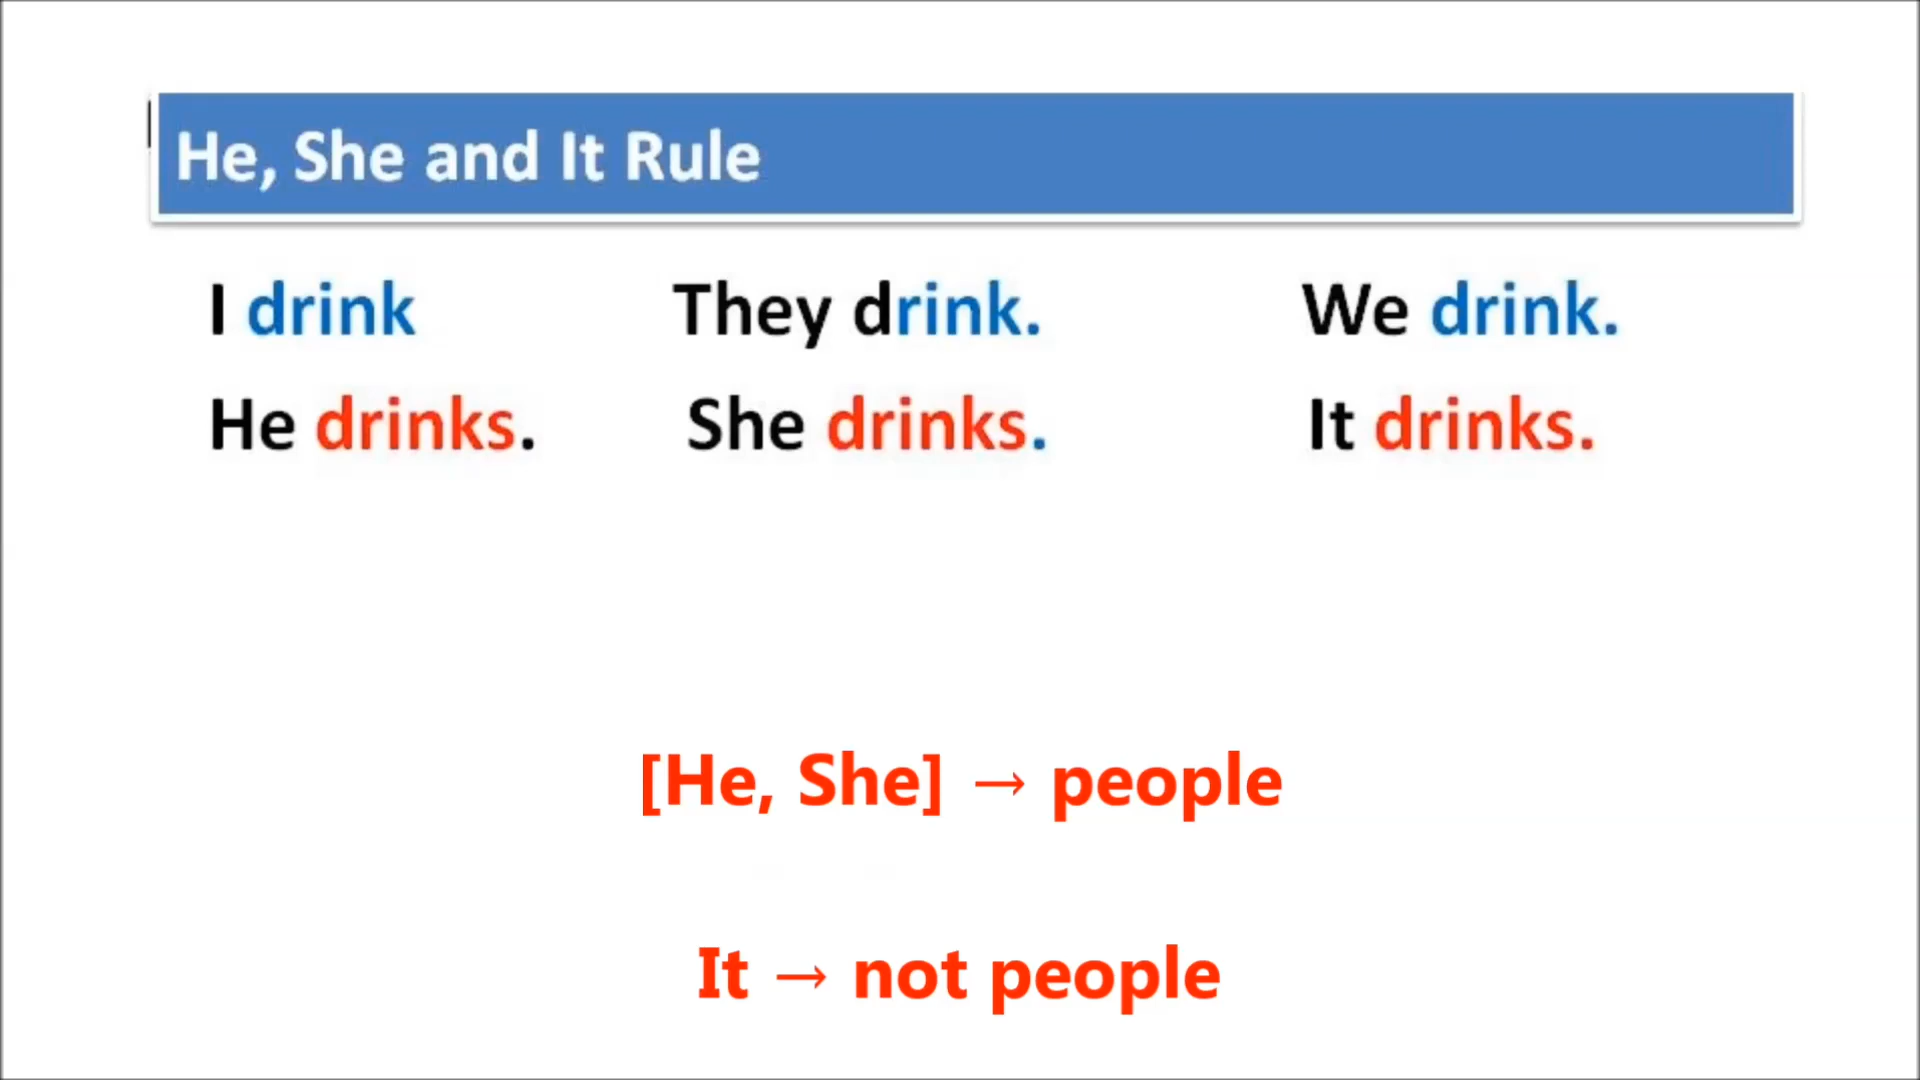 He, She and It Rule
I drink They drink. We drink.
He drinks. She drinks. It drinks.
[He, She] → people
It → not people